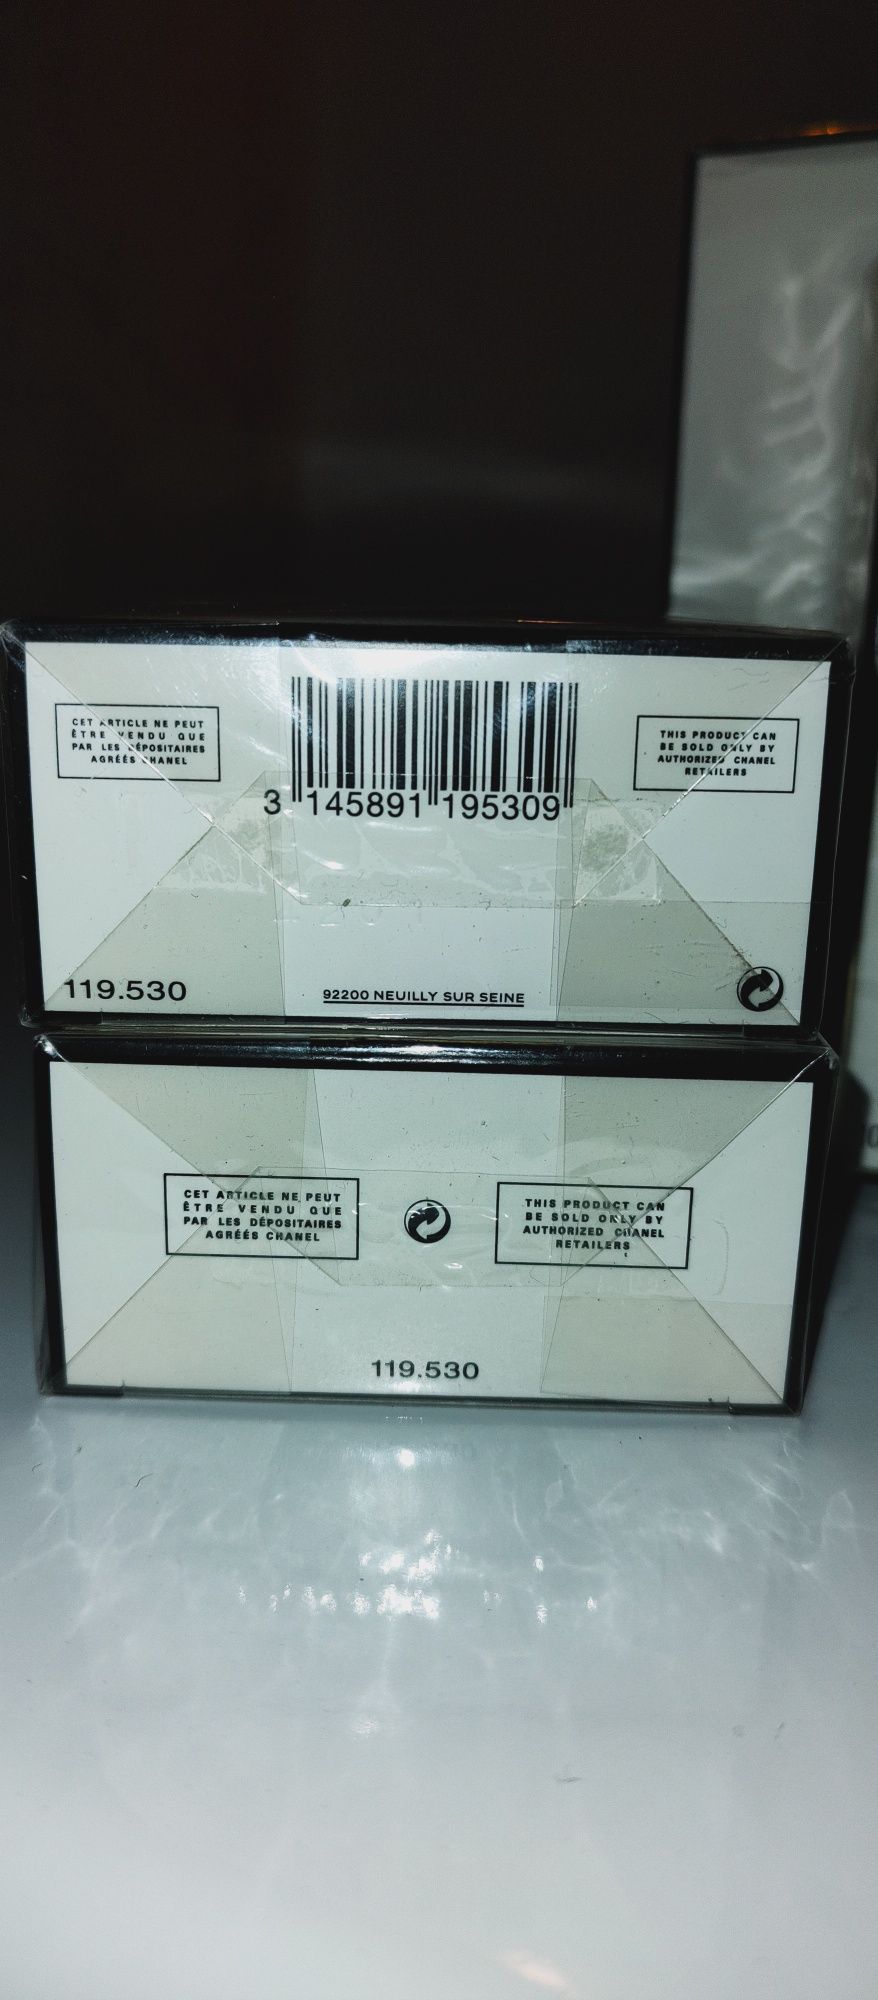 CET ARTICLE NE PEUT
ÊTRE VENDU QUE
PAR LES DÉPOSITAIRES
AGRÉÉS CHANEL
THIS PRODUCT CAN
BE SOLD ONLY BY
AUTHORIZED CHANEL
RETAILERS
3 145891 195309
119.530
92200 NEUILLY SUR SEINE
CET ARTICLE NE PEUT
ÊTRE VENDU QUE
PAR LES DÉPOSITAIRES
AGRÉÉS CHANEL
THIS PRODUCT CAN
BE SOLD ONLY BY
AUTHORIZED CHANEL
RETAILERS
119.530